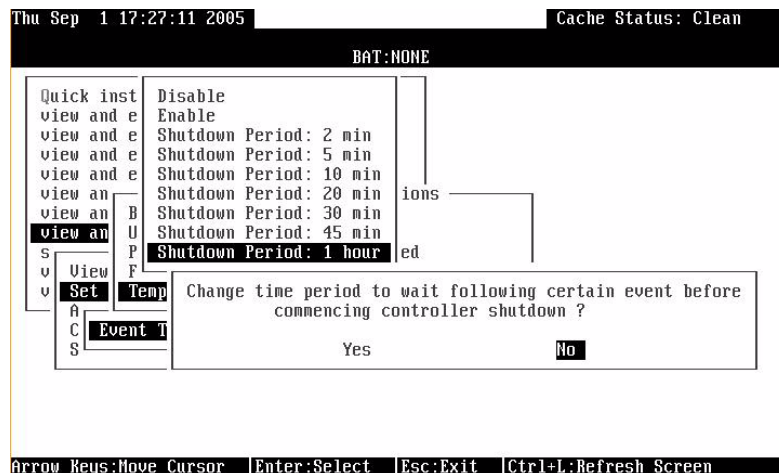 Thu Sep 1 17:27:11 2005 Cache Status: Clean
BAT:NONE
Quick inst
view and e
view and e
view and e
view and e
view an
view an
view an
s
v
v
Disable
Enable
Shutdown Period: 2 min
Shutdown Period: 5 min
Shutdown Period: 10 min
Shutdown Period: 20 min
Shutdown Period: 30 min
Shutdown Period: 45 min
Shutdown Period: 1 hour
ions
ed
B
U
P
F
Temp
View
Set
A
C
S
Event T
Change time period to wait following certain event before
commencing controller shutdown ?
Yes No
Arrow Keys:Move Cursor |Enter:Select |Esc:Exit |Ctrl+L:Refresh Screen